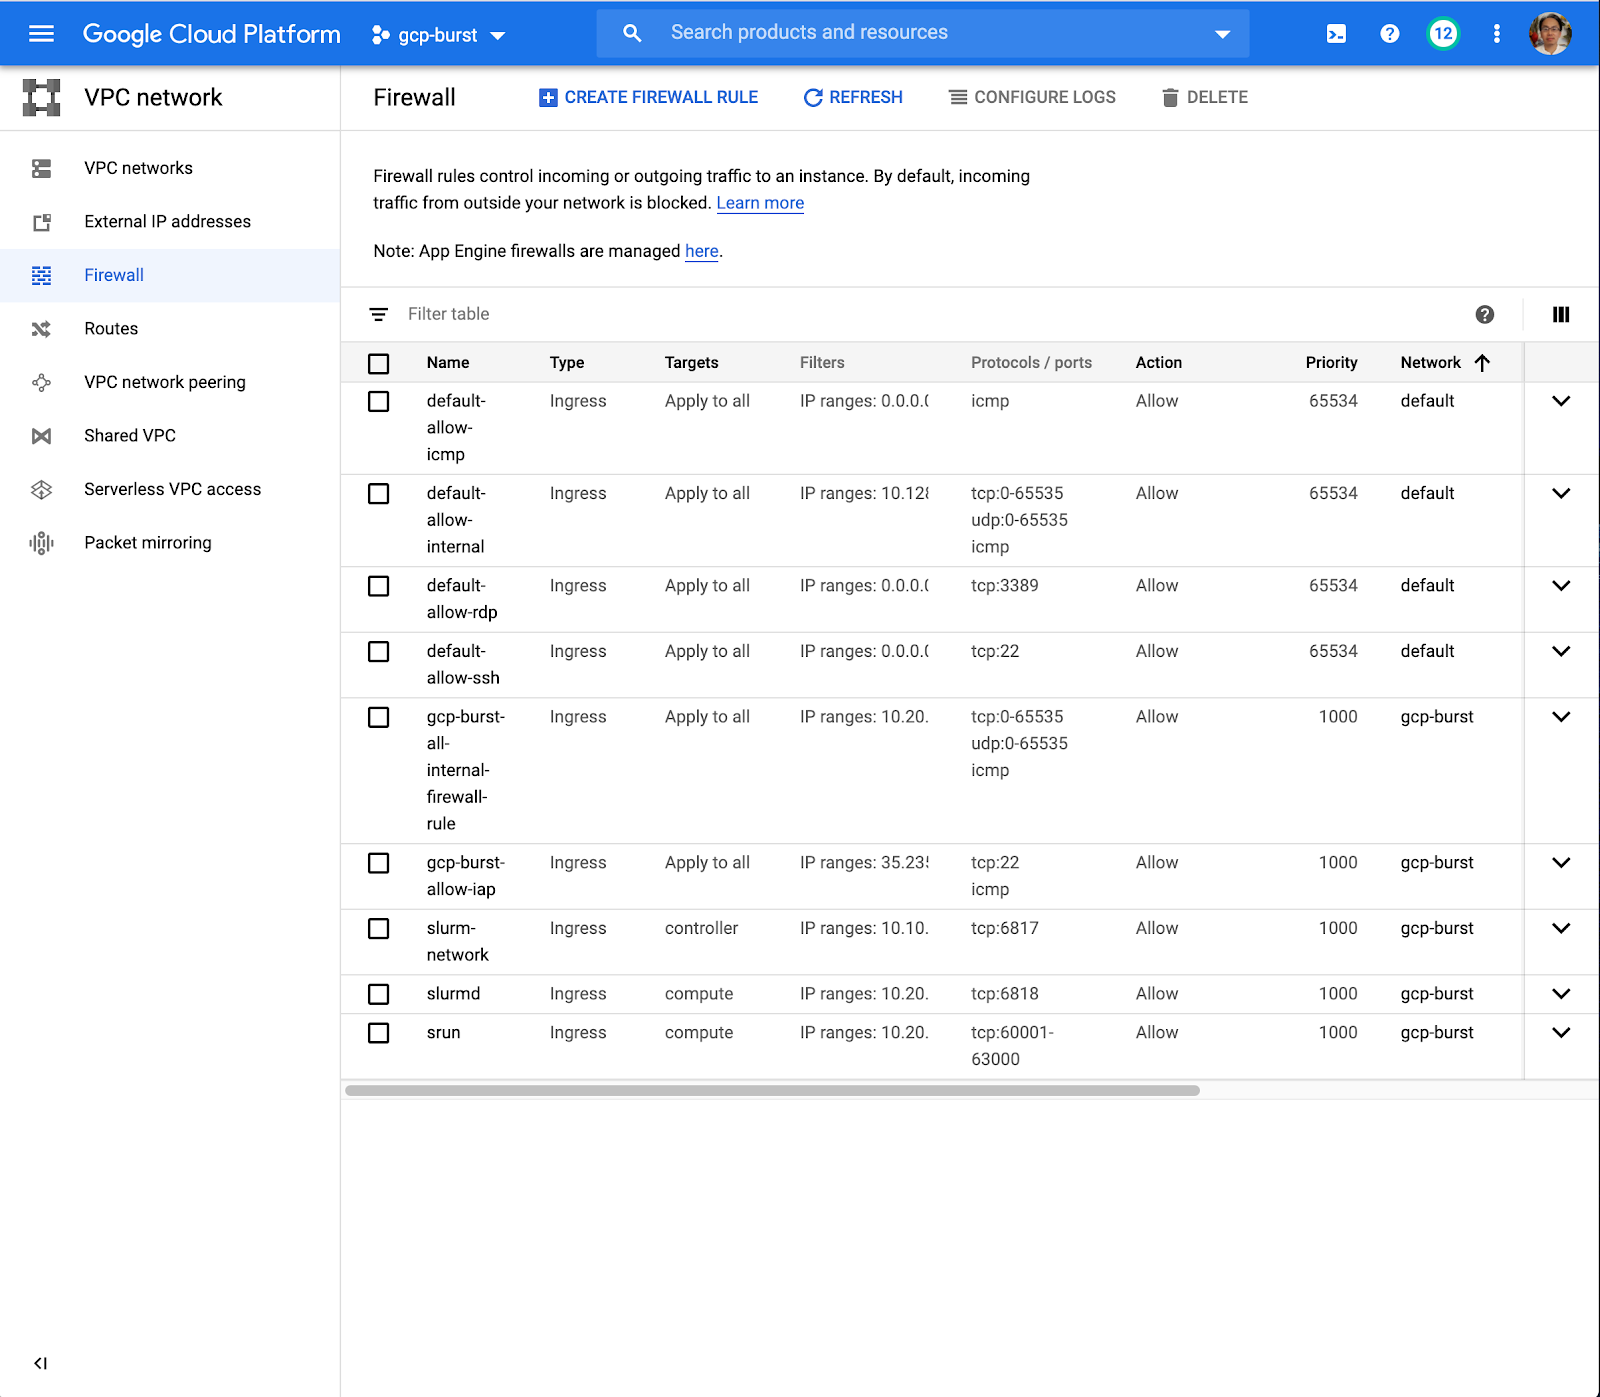 Google Cloud Platform
gcp-burst
Search products and resources
12
VPC network
Firewall
CREATE FIREWALL RULE
REFRESH
CONFIGURE LOGS
DELETE
VPC networks
External IP addresses
Firewall
Routes
VPC network peering
Shared VPC
Serverless VPC access
Packet mirroring
Firewall rules control incoming or outgoing traffic to an instance. By default, incoming
traffic from outside your network is blocked. Learn more
Note: App Engine firewalls are managed here.
Filter table
Name Type Targets Filters Protocols / ports Action Priority Network
default- Ingress Apply to all IP ranges: 0.0.0. icmp Allow 65534 default
allow-
icmp
default- Ingress Apply to all IP ranges: 10.128 tcp:0-65535 Allow 65534 default
allow- udp:0-65535
internal icmp
default- Ingress Apply to all IP ranges: 0.0.0. tcp:3389 Allow 65534 default
allow-rdp
default- Ingress Apply to all IP ranges: 0.0.0. tcp:22 Allow 65534 default
allow-ssh
gcp-burst- Ingress Apply to all IP ranges: 10.20. tcp:0-65535 Allow 1000 gcp-burst
all- udp:0-65535
internal- icmp
firewall-
rule
gcp-burst- Ingress Apply to all IP ranges: 35.235 tcp:22 Allow 1000 gcp-burst
allow-iap icmp
slurm- Ingress controller IP ranges: 10.10. tcp:6817 Allow 1000 gcp-burst
network
slurmd Ingress compute IP ranges: 10.20. tcp:6818 Allow 1000 gcp-burst
srun Ingress compute IP ranges: 10.20. tcp:60001- Allow 1000 gcp-burst
63000